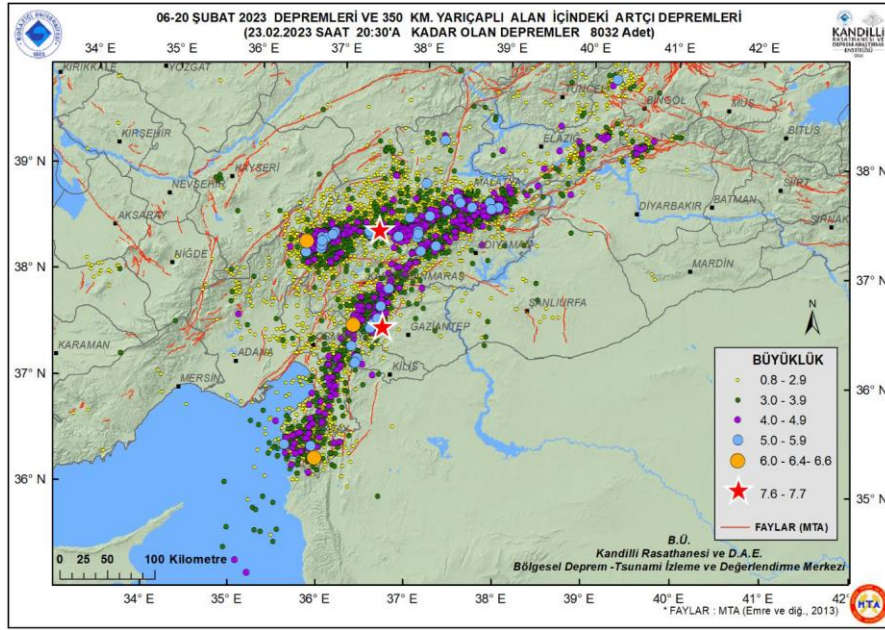 06-20 ŞUBAT 2023 DEPREMLERİ VE 350 KM. YARIÇAPLI ALAN İÇİNDEKİ ARTÇI DEPREMLERİ
(23.02.2023 SAAT 20:30'A KADAR OLAN DEPREMLER 8032 Adet)
KANDİLLİ
34° E 35° E 36° E 37° E 38° E 39° E 40° E 41° E 42° E
KIRIKKALE
YOZGAT
TUNCEL
BİNGÖL
MUŞ
KIRŞEHİR
ELAZIĞ
BİTLİS
39° N
KAYSERİ
MALATYA
SİİRT
38° N
NEVŞEHİR
DİYARBAKIR
BATMAN
AKSARAY
ŞIRNAK
NİĞDE
ADIYAMAN
38° N
MARDİN
37° N
ŞANLIURFA
N
KARAMAN
GAZİANTEP
ADANA
37° N
MERSİN
KİLİS
36° N
BÜYÜKLÜK
0.8 - 2.9
3.0 - 3.9
4.0 - 4.9
5.0 - 5.9
6.0 - 6.4- 6.6
7.6 - 7.7
FAYLAR (MTA)
36° N
35° N
0 25 50 100 Kilometre
B.Ü.
Kandilli Rasathanesi ve D.A.E.
Bölgesel Deprem -Tsunami İzleme ve Değerlendirme Merkezi
34° E 35° E 36° E 37° E 38° E 39° E 40° E 41° E 42° E
* FAYLAR : MTA (Emre ve diğ., 2013)
MTA